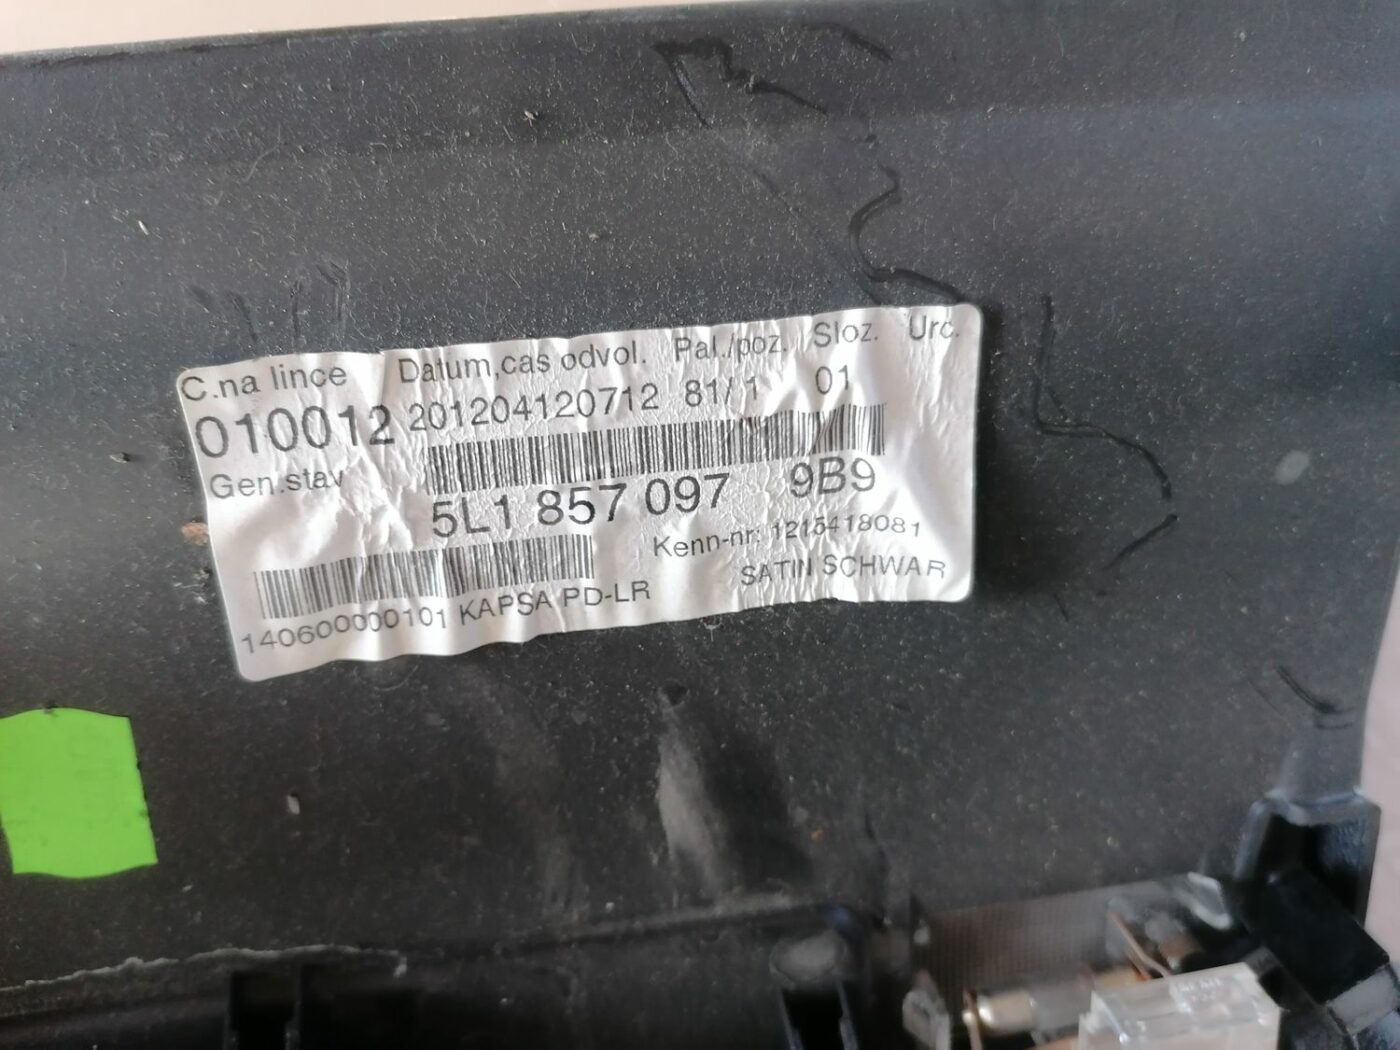 C.na lince Datum,cas odvol. Pal./poz. Sloz. Urc.
010012 201204120712 81/ 1 01
Gen.stav
5L1 857 097 9B9
Kenn-nr: 1215418081
140600000101 KAPSA PD-LR SATIN SCHWAR